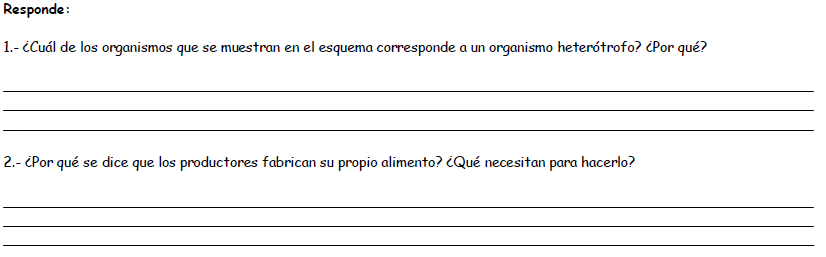 Responde:
1.- ¿Cuál de los organismos que se muestran en el esquema corresponde a un organismo heterótrofo? ¿Por qué?
2.- ¿Por qué se dice que los productores fabrican su propio alimento? ¿Qué necesitan para hacerlo?